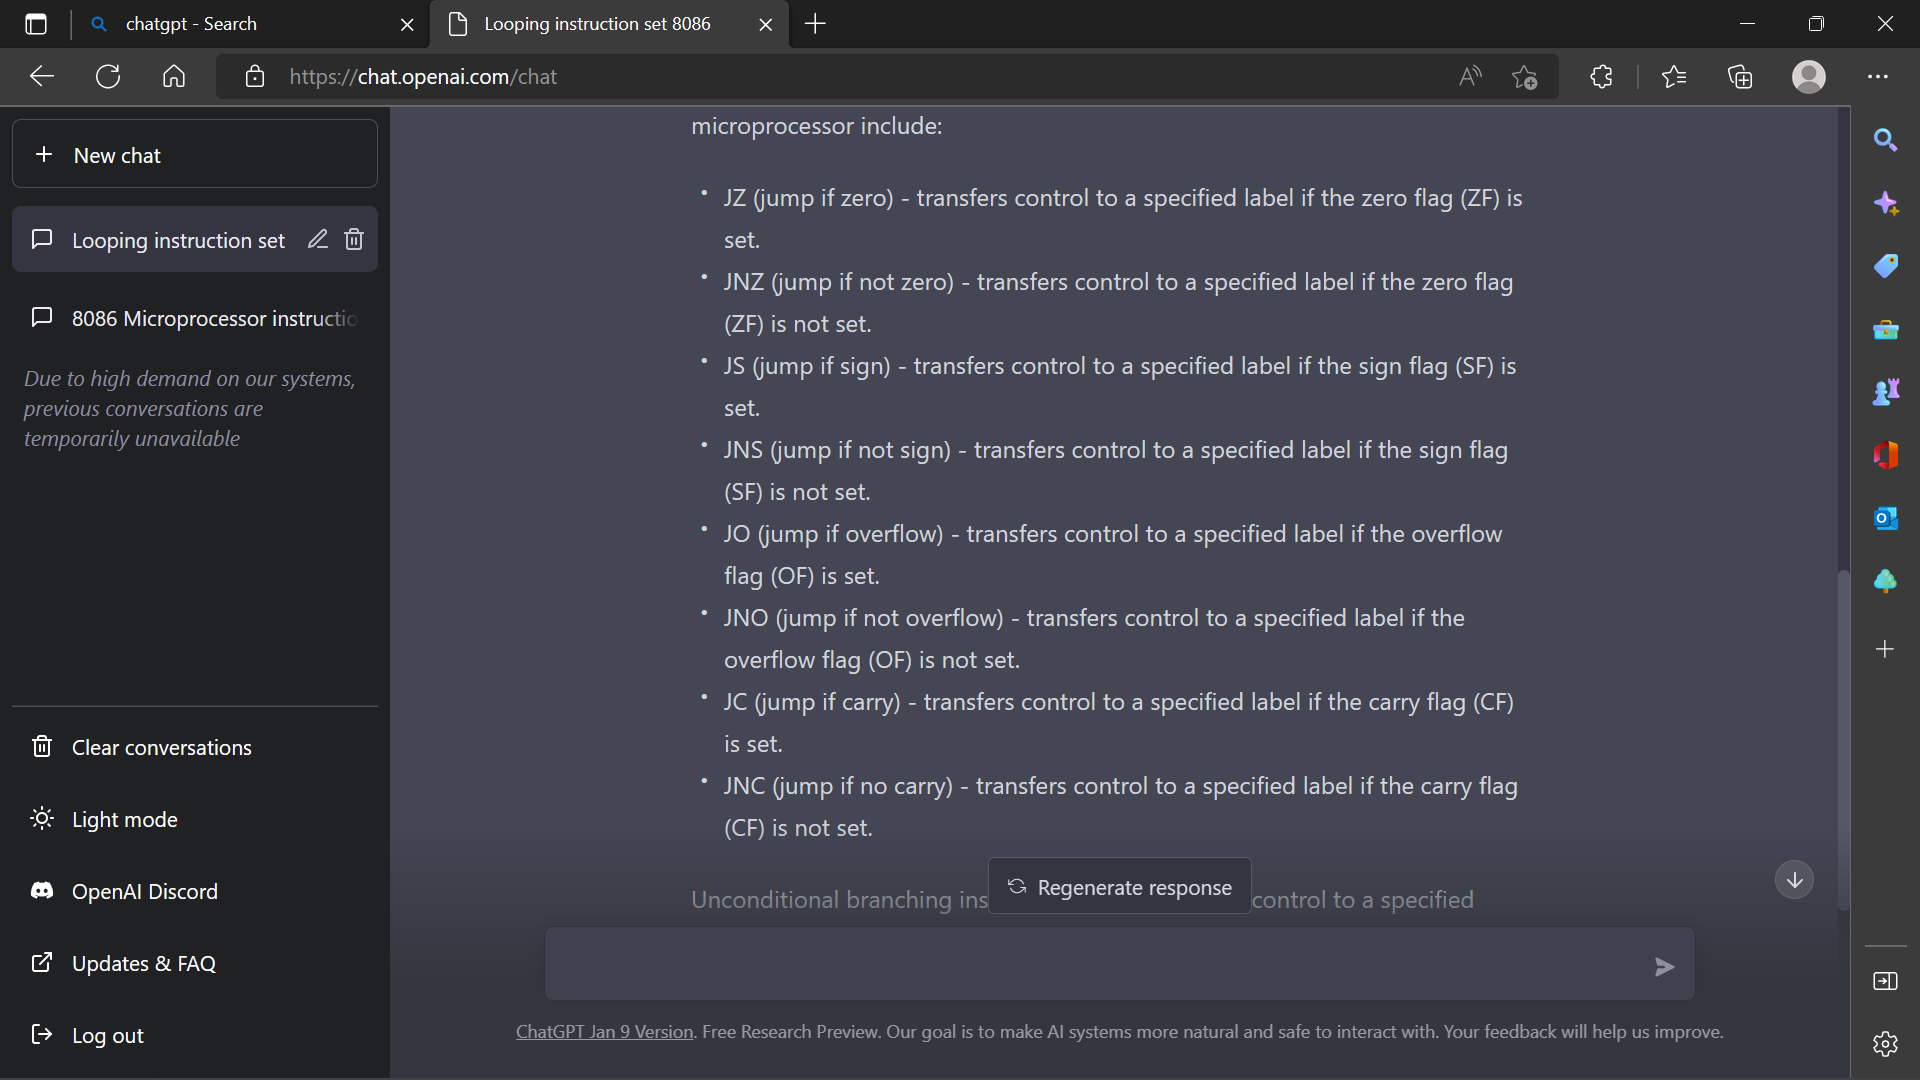 chatgpt - Search
Looping instruction set 8086
https://chat.openai.com/chat
New chat
Looping instruction set
8086 Microprocessor instructio
Due to high demand on our systems,
previous conversations are
temporarily unavailable
Clear conversations
Light mode
OpenAI Discord
Updates & FAQ
Log out
microprocessor include:
• JZ (jump if zero) - transfers control to a specified label if the zero flag (ZF) is
set.
• JNZ (jump if not zero) - transfers control to a specified label if the zero flag
(ZF) is not set.
• JS (jump if sign) - transfers control to a specified label if the sign flag (SF) is
set.
• JNS (jump if not sign) - transfers control to a specified label if the sign flag
(SF) is not set.
• JO (jump if overflow) - transfers control to a specified label if the overflow
flag (OF) is set.
• JNO (jump if not overflow) - transfers control to a specified label if the
overflow flag (OF) is not set.
• JC (jump if carry) - transfers control to a specified label if the carry flag (CF)
is set.
• JNC (jump if no carry) - transfers control to a specified label if the carry flag
(CF) is not set.
Unconditional branching ins control to a specified
Regenerate response
ChatGPT Jan 9 Version. Free Research Preview. Our goal is to make AI systems more natural and safe to interact with. Your feedback will help us improve.